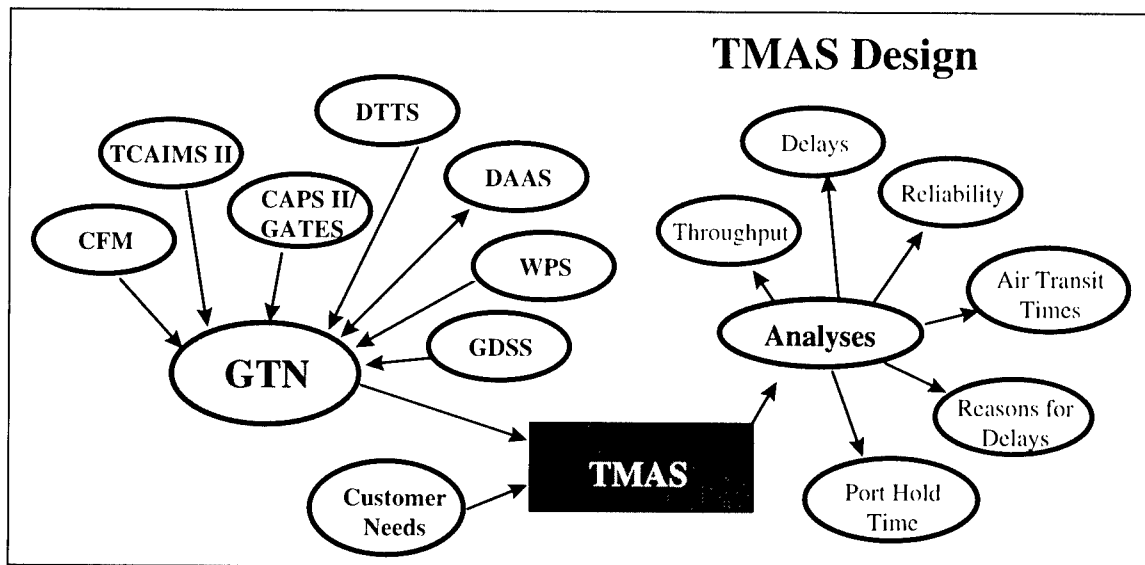 TMAS Design
DTTS
TCAIMS II
DAAS
CAPS II/
GATES
CFM
WPS
GDSS
GTN
Customer
Needs
TMAS
Analyses
Throughput
Delays
Reliability
Air Transit
Times
Reasons for
Delays
Port Hold
Time